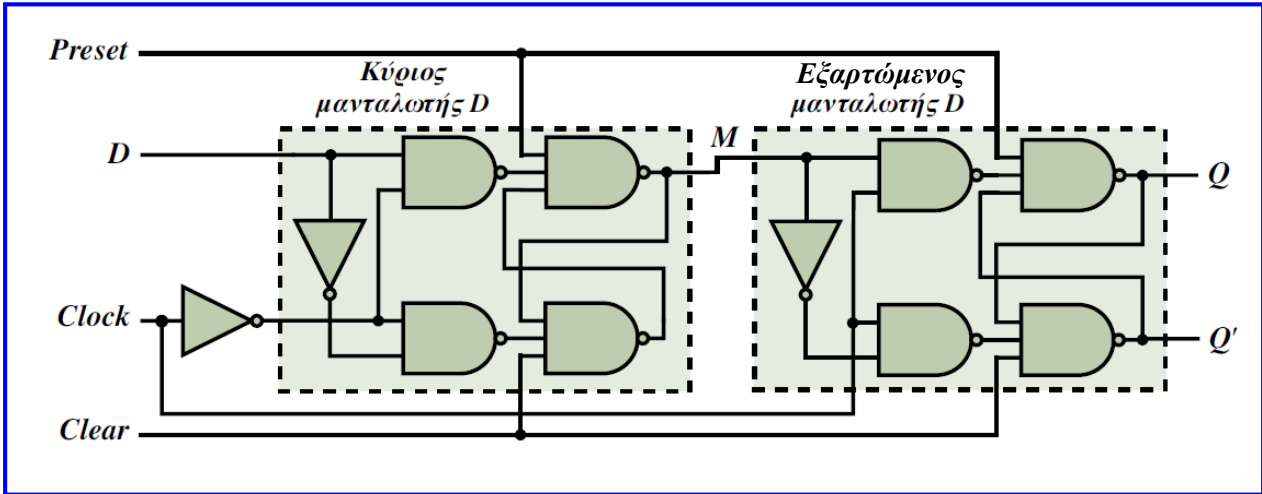 Preset
Κύριος
μανταλωτής D
Εξαρτώμενος
μανταλωτής D
D
M
Q
Clock
Q'
Clear